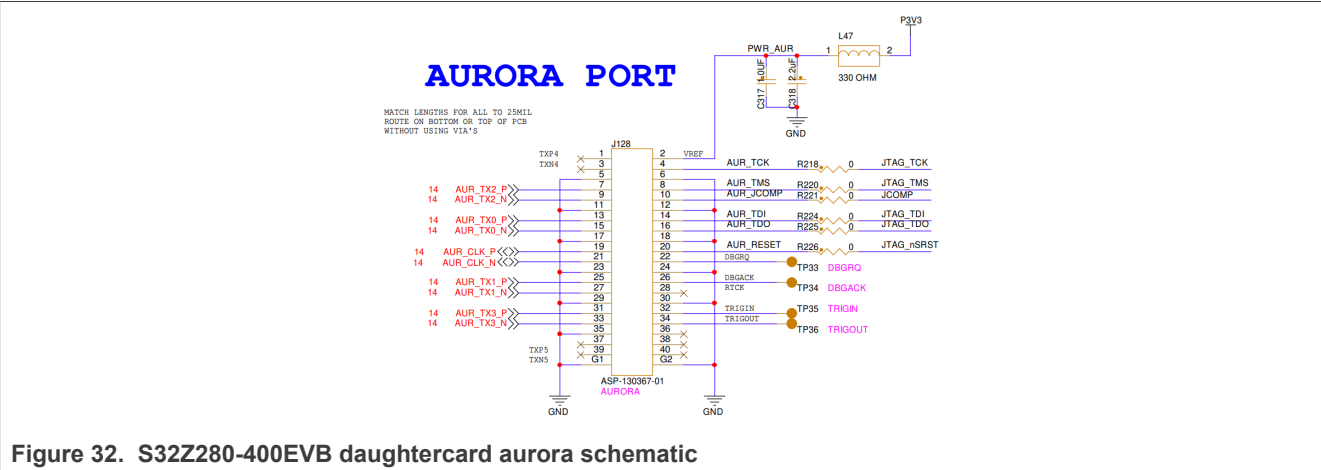 P3V3
L47
PWR_AUR
1
2
330 OHM
C317 1.0UF
C318 2.2uF
GND
AURORA PORT
MATCH LENGTHS FOR ALL TO 25MIL
ROUTE ON BOTTOM OR TOP OF PCB
WITHOUT USING VIA'S
J128
TXP4 1 2 VREF
TXN4 3 4 AUR_TCK R218 0 JTAG_TCK
5 6
14 AUR_TX2_P 7 8 AUR_TMS R220 0 JTAG_TMS
14 AUR_TX2_N 9 10 AUR_JCOMP R221 0 JCOMP
11 12
14 AUR_TX0_P 13 14 AUR_TDI R224 0 JTAG_TDI
14 AUR_TX0_N 15 16 AUR_TDO R225 0 JTAG_TDO
17 18
14 AUR_CLK_P 19 20 AUR_RESET R226 0 JTAG_nSRST
14 AUR_CLK_N 21 22 DBGRQ TP33 DBGRQ
23 24
14 AUR_TX1_P 25 26 DBGACK TP34 DBGACK
14 AUR_TX1_N 27 28 RTCK
29 30
14 AUR_TX3_P 31 32 TRIGIN TP35 TRIGIN
14 AUR_TX3_N 33 34 TRIGOUT TP36 TRIGOUT
35 36
TXP5 37 38
TXN5 39 40
G1 G2
ASP-130367-01
AURORA
GND GND
Figure 32. S32Z280-400EVB daughtercard aurora schematic